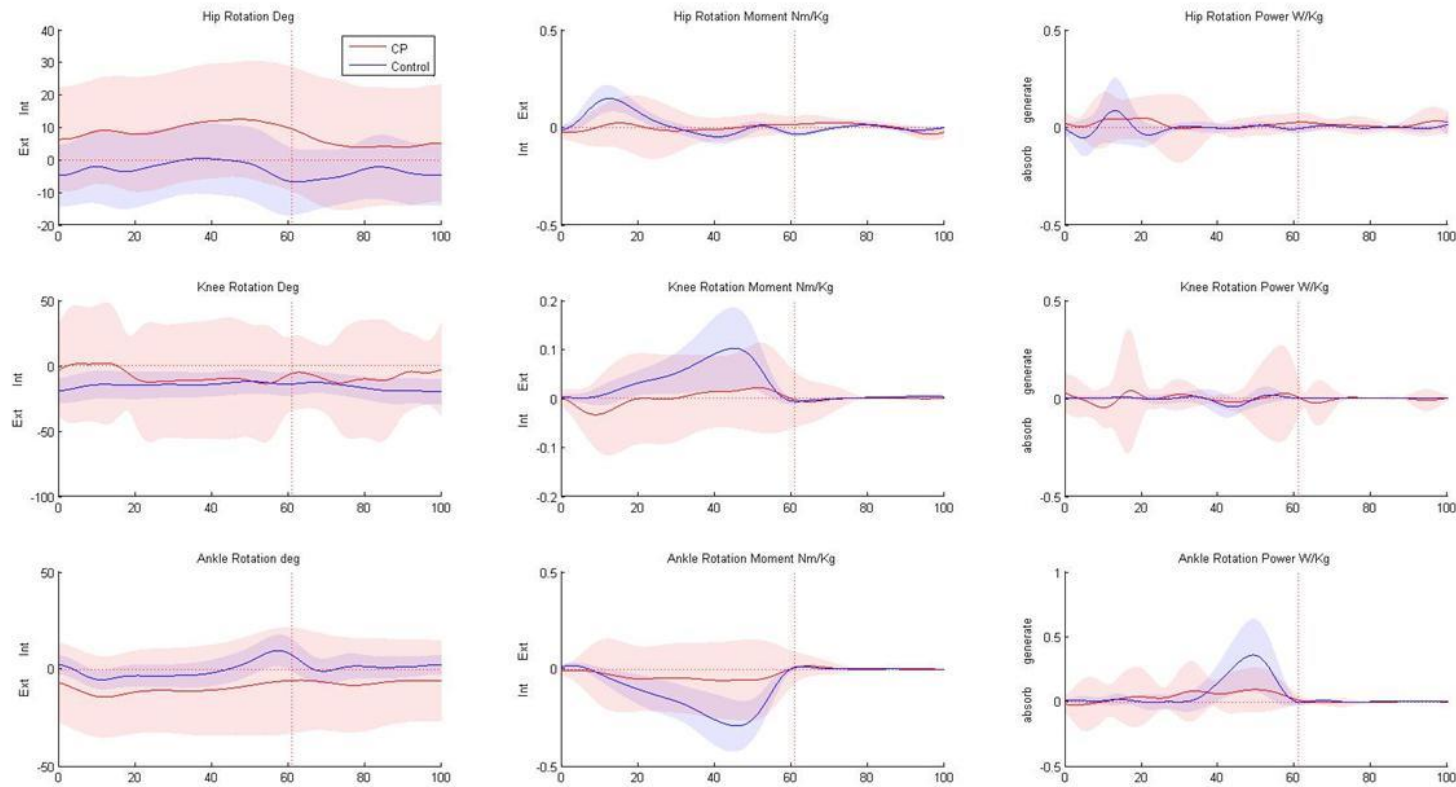 Hip Rotation Deg
40
30
20
10
0
-10
-20
Ext Int
0 20 40 60 80 100
CP
Control
Hip Rotation Moment Nm/Kg
0.5
0
-0.5
Int Ext
0 20 40 60 80 100
Hip Rotation Power W/Kg
0.5
0
-0.5
absorb generate
0 20 40 60 80 100
Knee Rotation Deg
50
0
-50
-100
Ext Int
0 20 40 60 80 100
Knee Rotation Moment Nm/Kg
0.2
0.1
0
-0.1
-0.2
Int Ext
0 20 40 60 80 100
Knee Rotation Power W/Kg
0.5
0
-0.5
absorb generate
0 20 40 60 80 100
Ankle Rotation deg
50
0
-50
Ext Int
0 20 40 60 80 100
Ankle Rotation Moment Nm/Kg
0.5
0
-0.5
Int Ext
0 20 40 60 80 100
Ankle Rotation Power W/Kg
1
0.5
0
-0.5
absorb generate
0 20 40 60 80 100